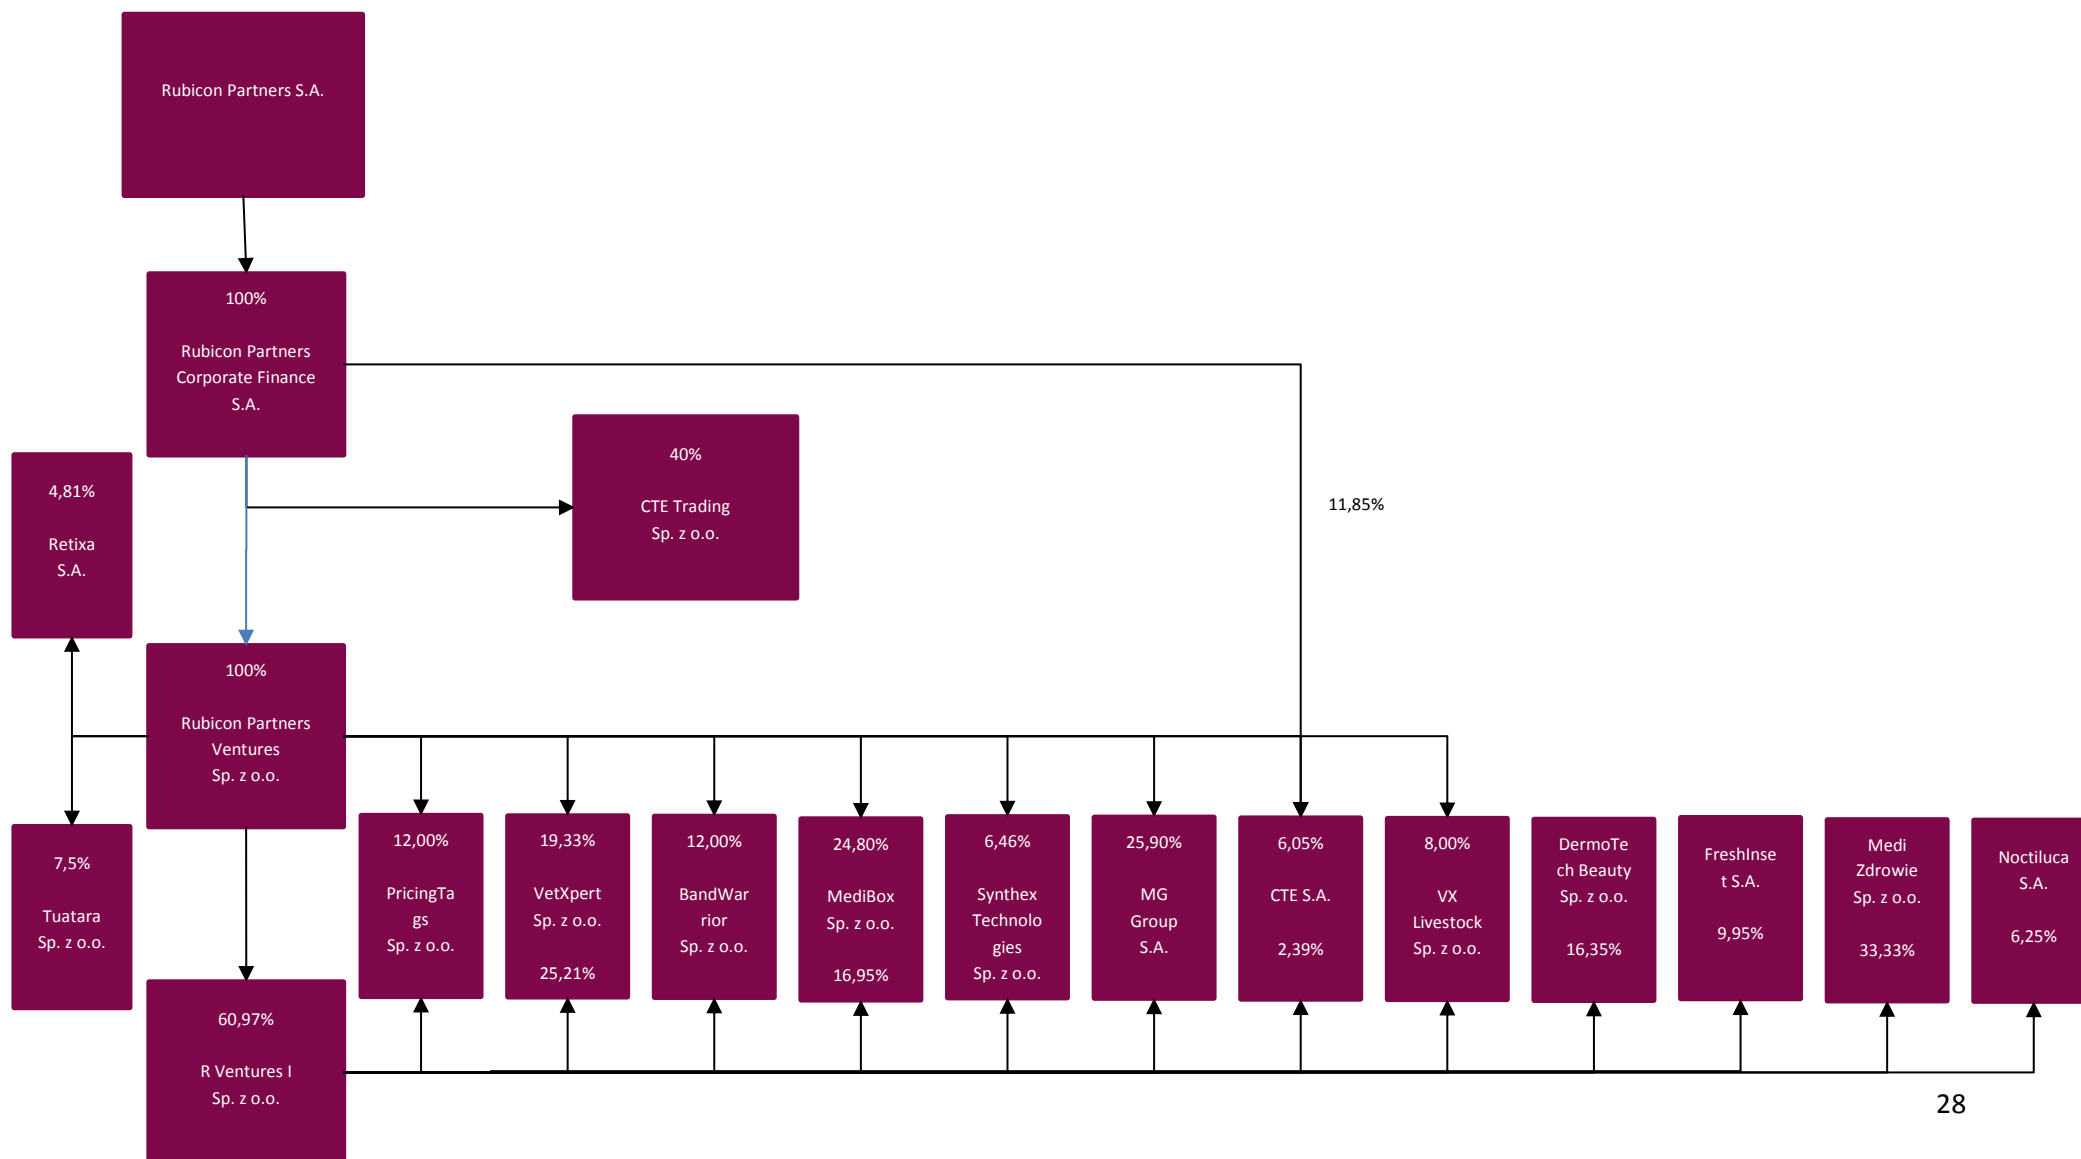 Rubicon Partners S.A.
100%
Rubicon Partners
Corporate Finance
S.A.
40%
CTE Trading
Sp. z o.o.
11,85%
4,81%
Retixa
S.A.
100%
Rubicon Partners
Ventures
Sp. z o.o.
7,5%
Tuatara
Sp. z o.o.
12,00%
PricingTa
gs
Sp. z o.o.
19,33%
VetXpert
Sp. z o.o.
25,21%
12,00%
BandWar
rior
Sp. z o.o.
24,80%
MediBox
Sp. z o.o.
16,95%
6,46%
Synthex
Technolo
gies
Sp. z o.o.
25,90%
MG
Group
S.A.
6,05%
CTE S.A.
2,39%
8,00%
VX
Livestock
Sp. z o.o.
DermoTe
ch Beauty
Sp. z o.o.
16,35%
FreshInse
t S.A.
9,95%
Medi
Zdrowie
Sp. z o.o.
33,33%
Noctiluca
S.A.
6,25%
60,97%
R Ventures I
Sp. z o.o.
28